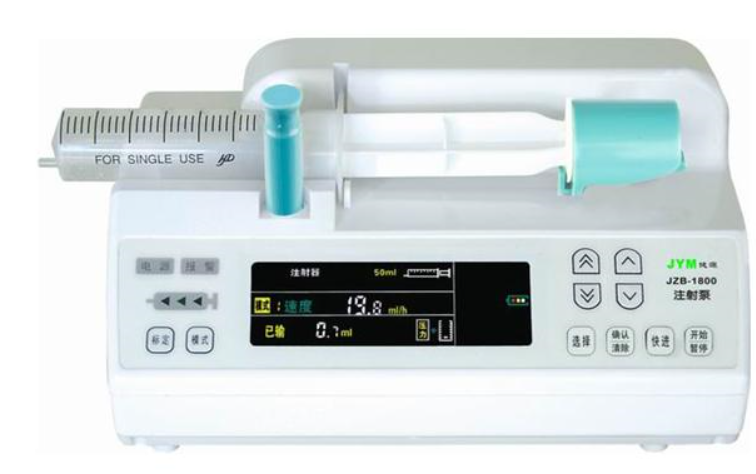 FOR SINGLE USE
电源 报警
注射器 50ml
模式1:速度 19.8 ml/h
已输 0.1 ml 压力
标定 模式
JYM
JZB-1800
注射泵
选择 确认 清除 快进 开始 暂停